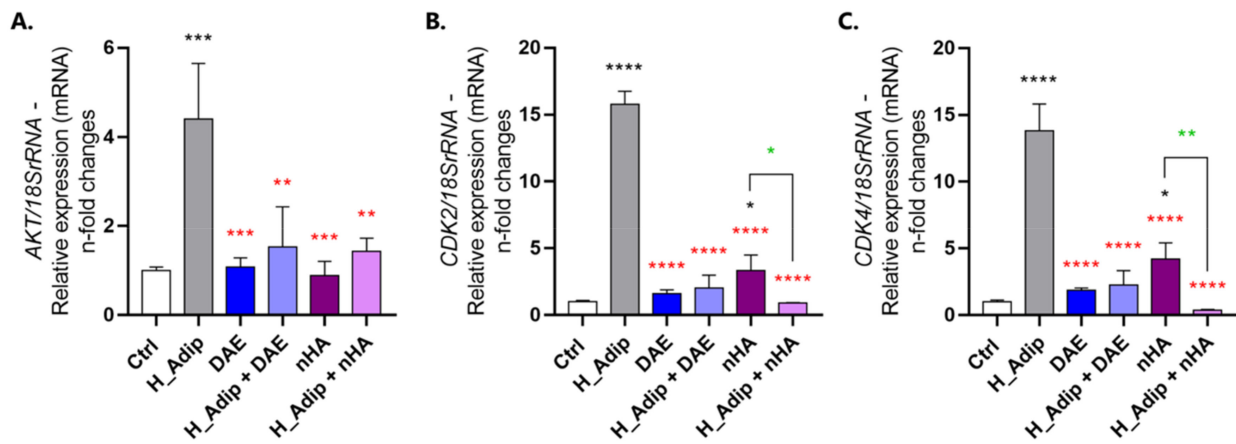 A.
AKT/18SrRNA -
Relative expression (mRNA)
n-fold changes
6
4
2
0
***
***
**
***
**
Ctrl
H_Adip
DAE
H_Adip + DAE
nHA
H_Adip + nHA
B.
CDK2/18SrRNA -
Relative expression (mRNA)
n-fold changes
20
15
10
5
0
****
****
****
*
*
****
****
Ctrl
H_Adip
DAE
H_Adip + DAE
nHA
H_Adip + nHA
C.
CDK4/18SrRNA -
Relative expression (mRNA)
n-fold changes
20
15
10
5
0
****
****
****
**
*
****
****
Ctrl
H_Adip
DAE
H_Adip + DAE
nHA
H_Adip + nHA